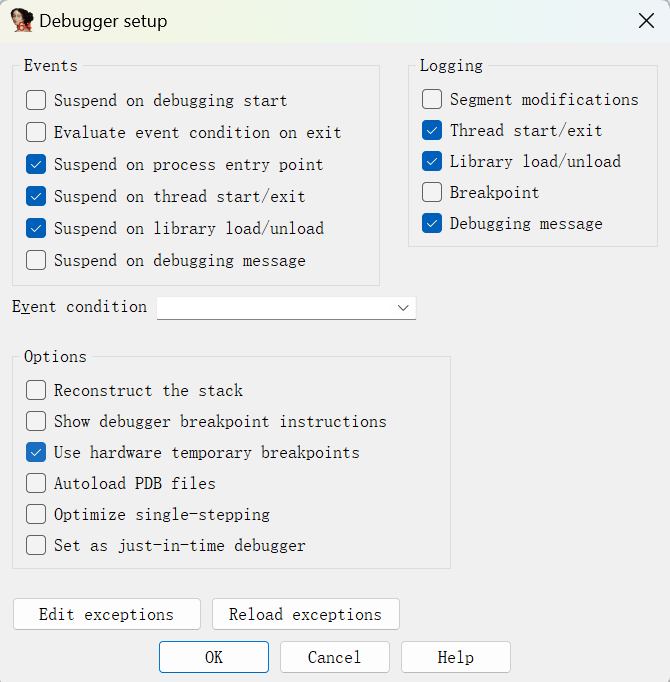 Debugger setup
Events
Suspend on debugging start
Evaluate event condition on exit
Suspend on process entry point
Suspend on thread start/exit
Suspend on library load/unload
Suspend on debugging message
Logging
Segment modifications
Thread start/exit
Library load/unload
Breakpoint
Debugging message
Event condition
Options
Reconstruct the stack
Show debugger breakpoint instructions
Use hardware temporary breakpoints
Autoload PDB files
Optimize single-stepping
Set as just-in-time debugger
Edit exceptions
Reload exceptions
OK
Cancel
Help